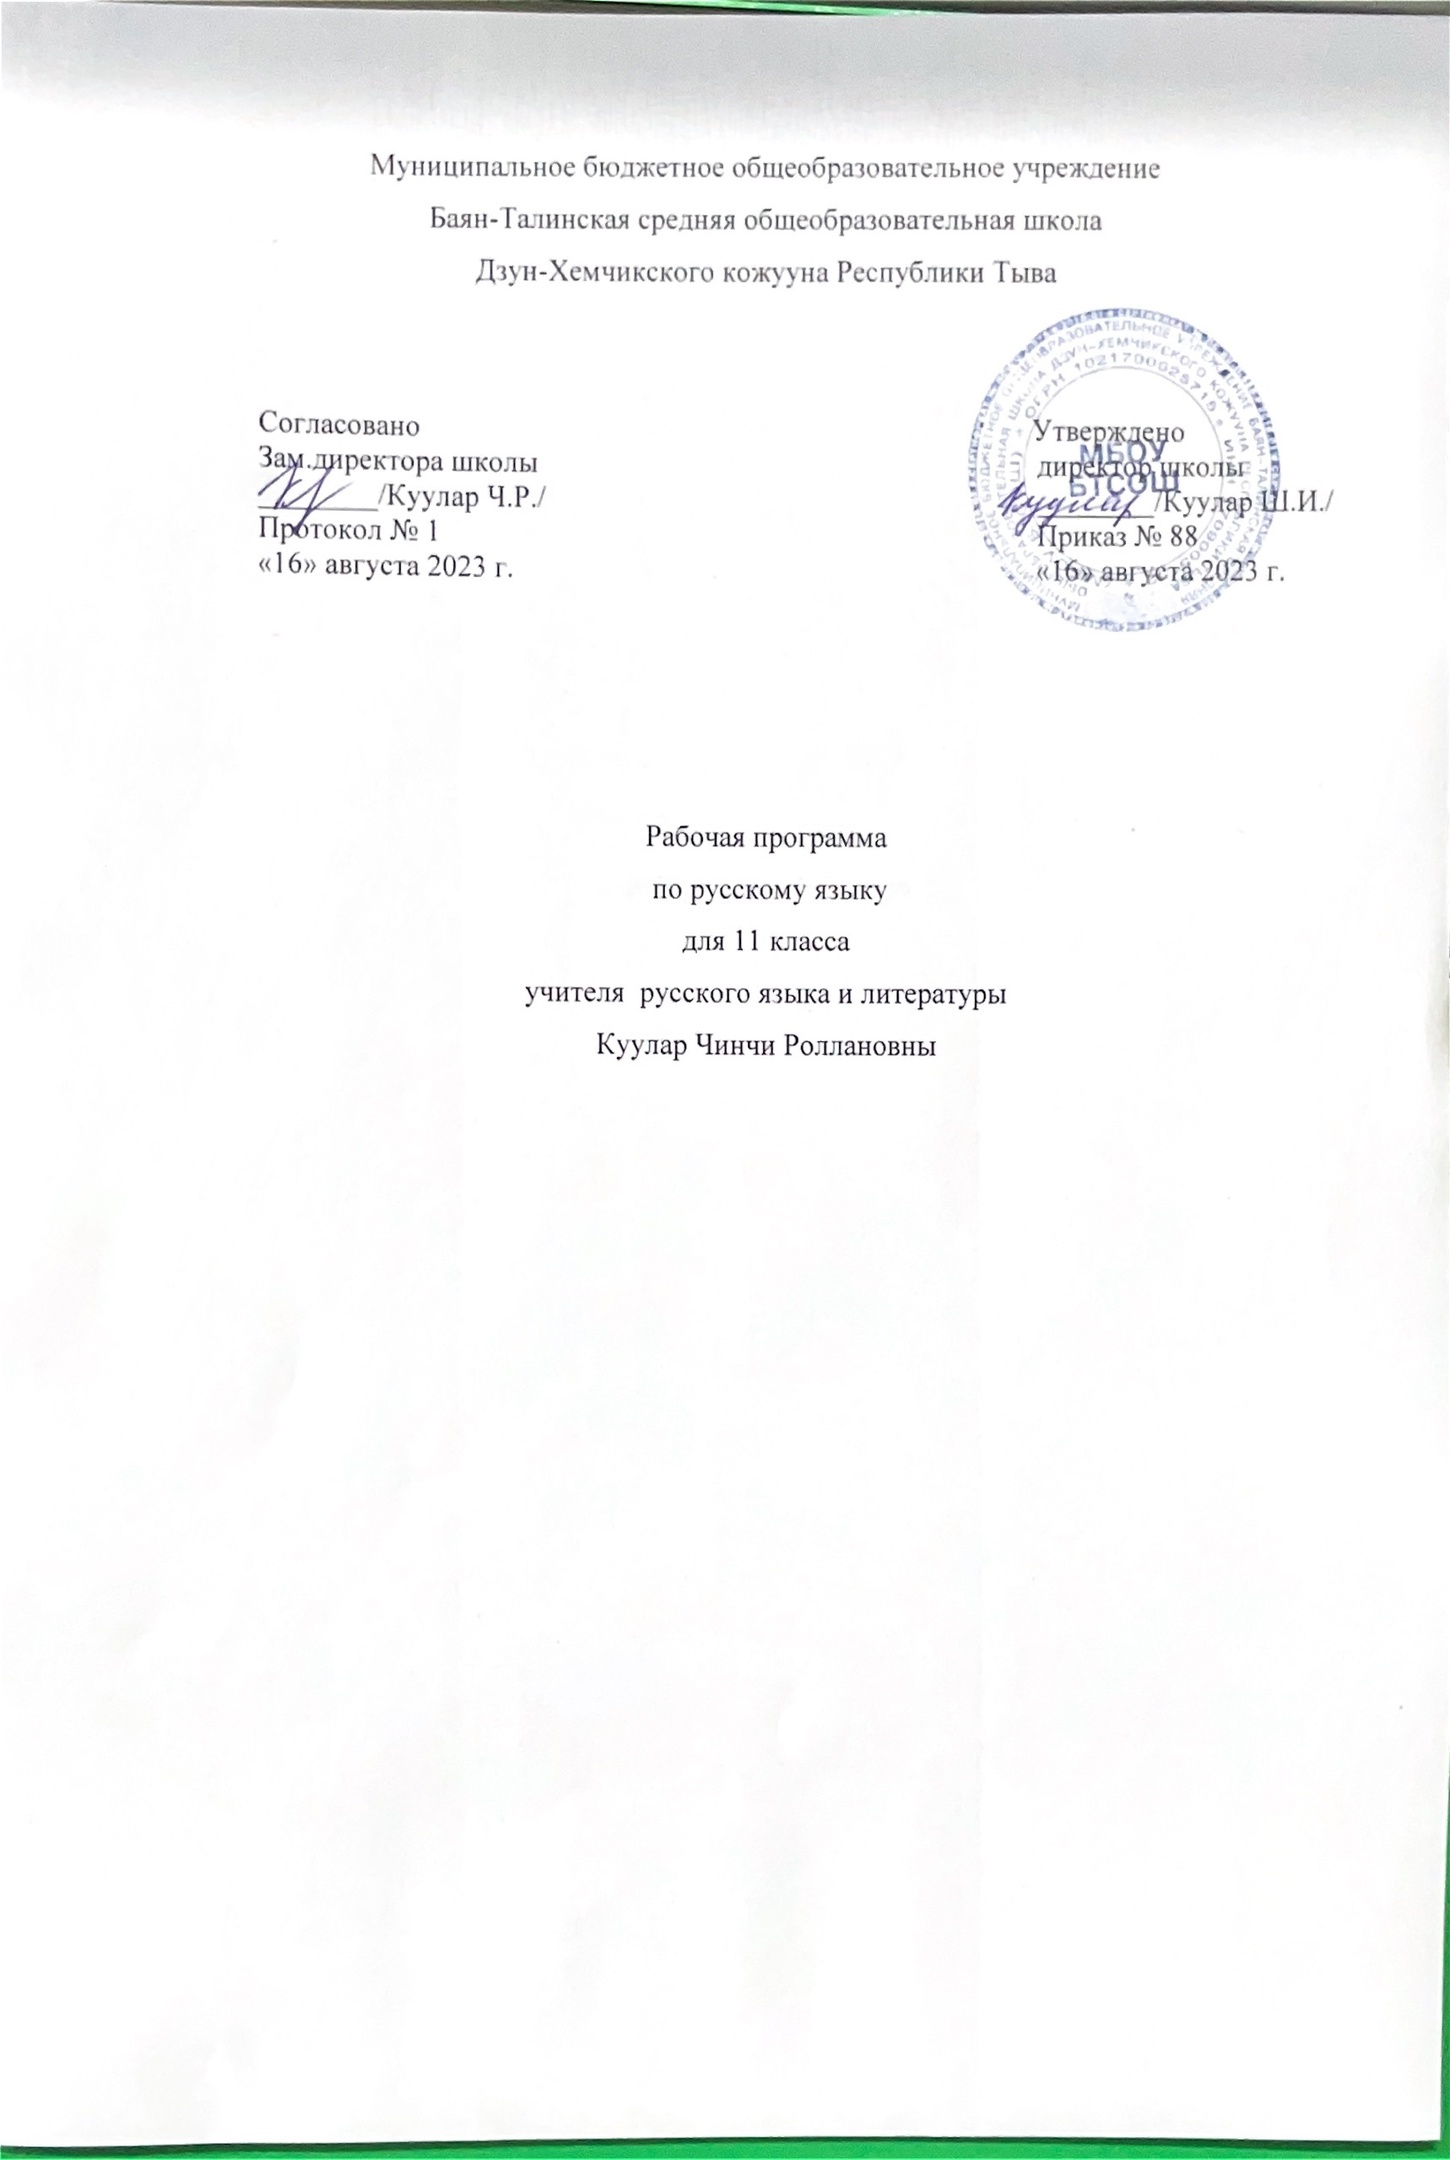 Муниципальное бюджетное общеобразовательное учреждение
Баян-Талинская средняя общеобразовательная школа
Дзун-Хемчикского кожууна Республики Тыва
Согласовано
Зам.директора школы
/Куулар Ч.Р./
Протокол № 1
«16» августа 2023 г.
Утверждено
директор школы
Куулар /Куулар Ш.И./
Приказ № 88
«16» августа 2023 г.
МБОУ
БТСОШ
Рабочая программа
по русскому языку
для 11 класса
учителя  русского языка и литературы
Куулар Чинчи Роллановны